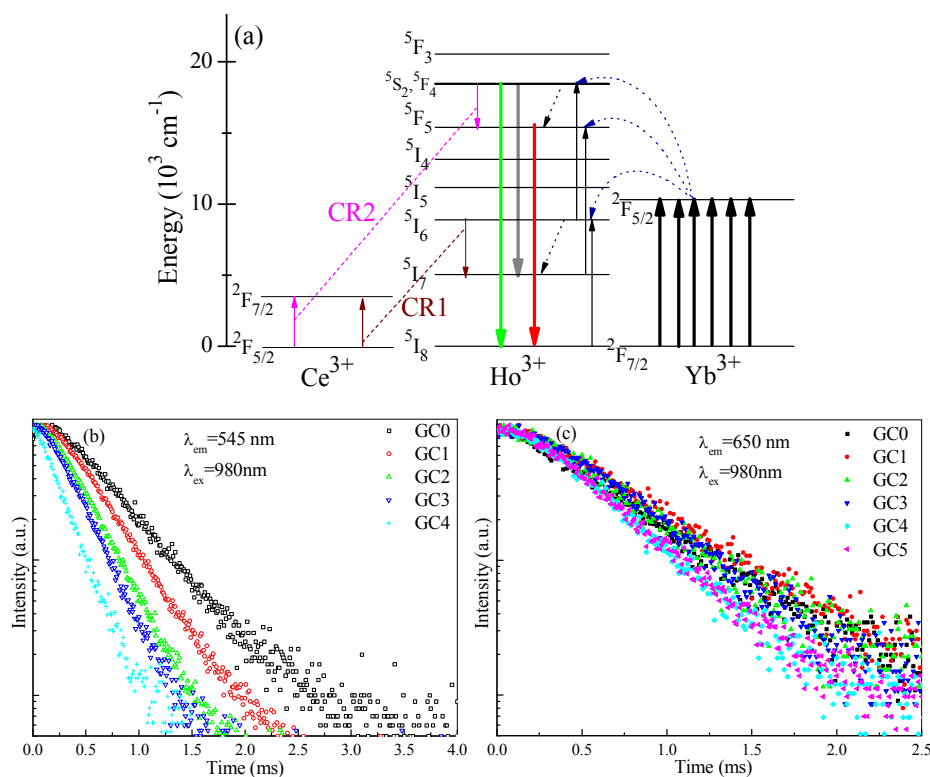 (a)
Energy (10³ cm⁻¹)
20
10
0
⁵F₃
⁵S₂, ⁵F₄
⁵F₅
⁵I₄
⁵I₅
⁵I₆
⁵I₇
⁵I₈
CR2
CR1
²F₇/₂
²F₅/₂
²F₅/₂
²F₇/₂
Ce³⁺
Ho³⁺
Yb³⁺
(b)
λem=545 nm
λex=980nm
GC0
GC1
GC2
GC3
GC4
Intensity (a.u.)
0.0 0.5 1.0 1.5 2.0 2.5 3.0 3.5 4.0
Time (ms)
(c)
λem=650 nm
λex=980nm
GC0
GC1
GC2
GC3
GC4
GC5
Intensity (a.u.)
0.0 0.5 1.0 1.5 2.0 2.5
Time (ms)